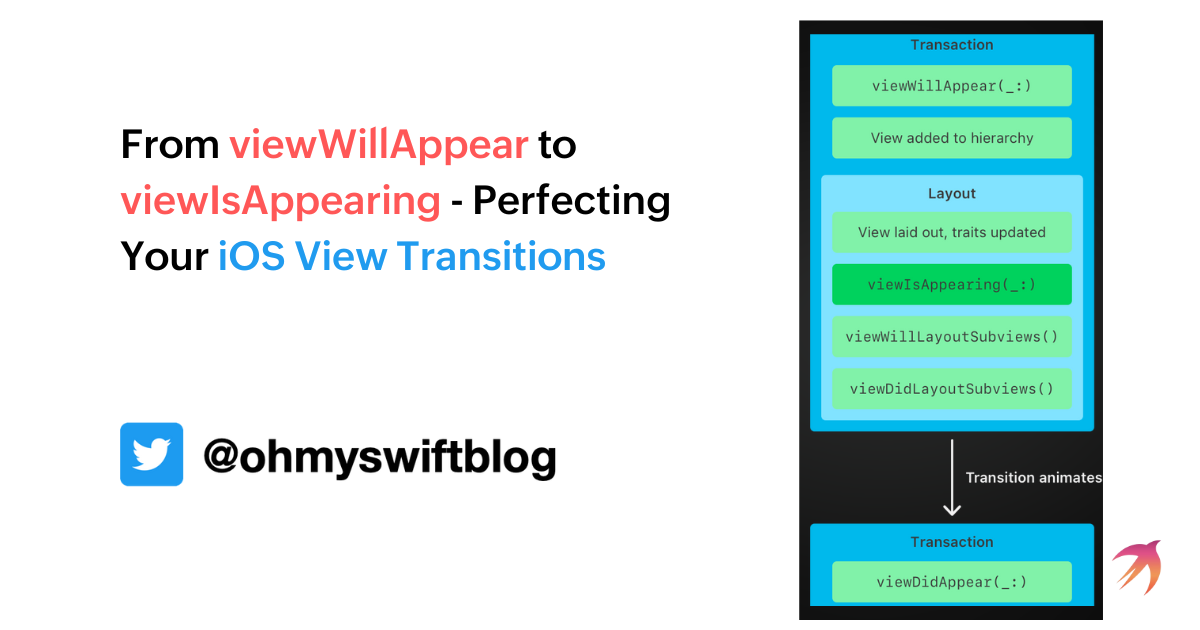 From viewWillAppear to
viewIsAppearing - Perfecting
Your iOS View Transitions
@ohmyswiftblog
Transaction
viewWillAppear(_:)
View added to hierarchy
Layout
View laid out, traits updated
viewIsAppearing(_:)
viewWillLayoutSubviews()
viewDidLayoutSubviews()
Transition animates
Transaction
viewDidAppear(_:)